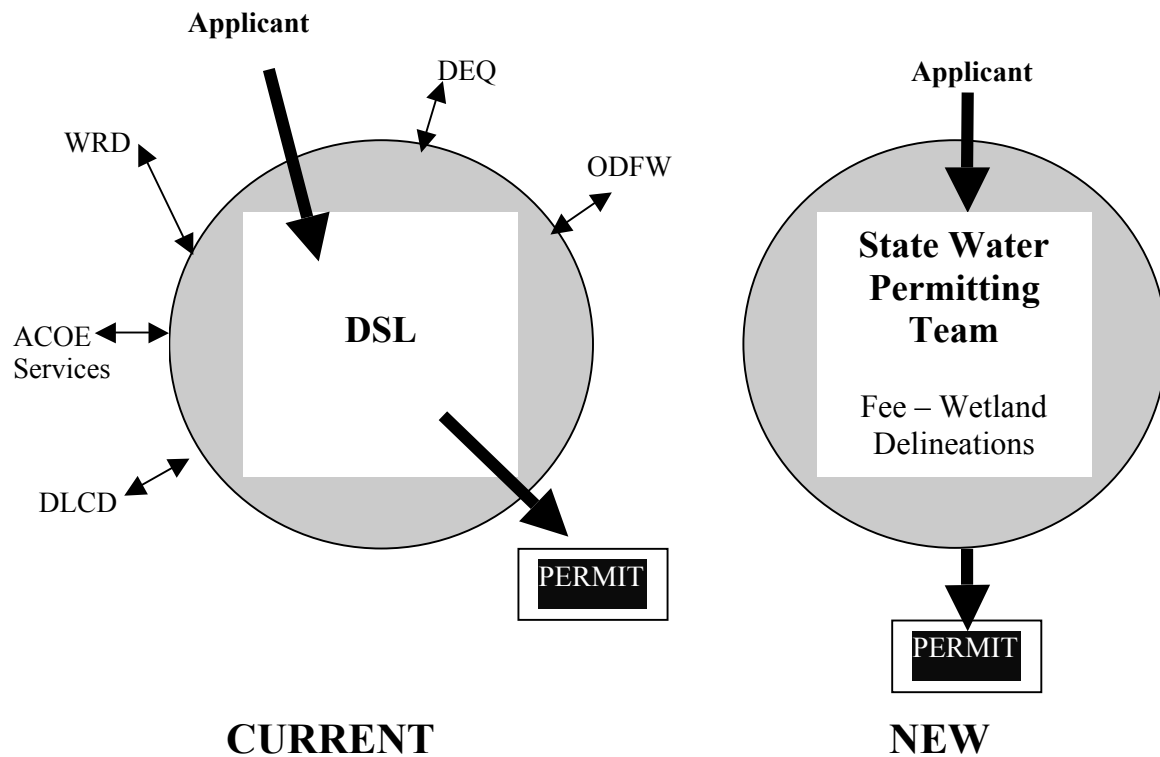 Applicant
DEQ
WRD
ODFW
DSL
ACOE
Services
DLCD
PERMIT
CURRENT
Applicant
State Water
Permitting
Team
Fee – Wetland
Delineations
PERMIT
NEW